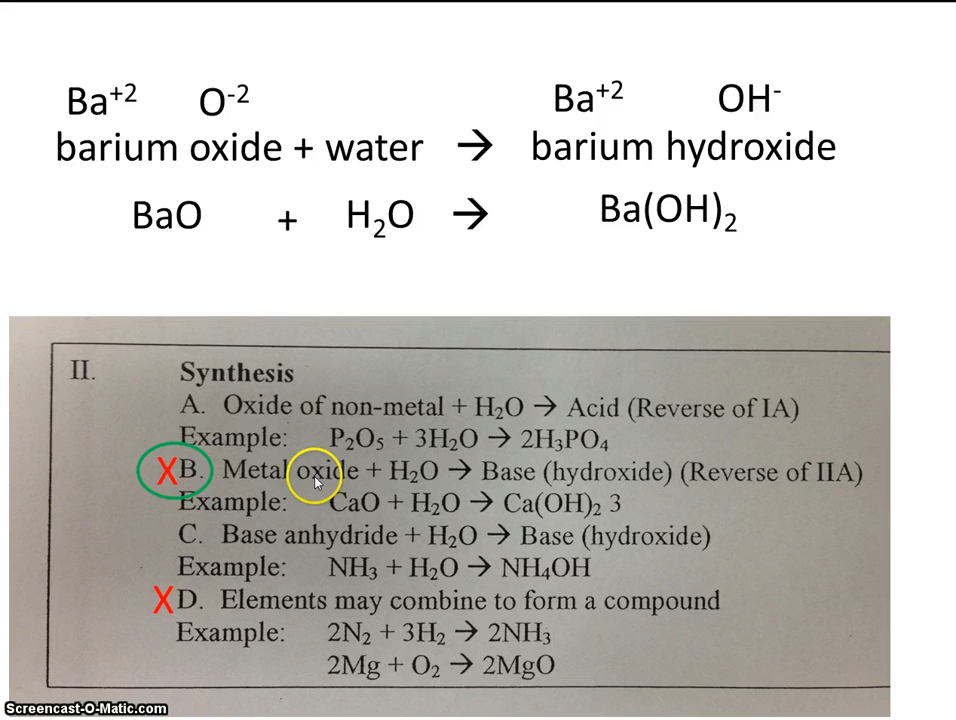 Ba⁺² O⁻² Ba⁺² OH⁻
barium oxide + water → barium hydroxide
BaO + H₂O → Ba(OH)₂
II. Synthesis
A. Oxide of non-metal + H₂O → Acid (Reverse of IA)
Example: P₂O₅ + 3H₂O → 2H₃PO₄
X B. Metal oxide + H₂O → Base (hydroxide) (Reverse of IIA)
Example: CaO + H₂O → Ca(OH)₂ 3
C. Base anhydride + H₂O → Base (hydroxide)
Example: NH₃ + H₂O → NH₄OH
X D. Elements may combine to form a compound
Example: 2N₂ + 3H₂ → 2NH₃
2Mg + O₂ → 2MgO
Screencast-O-Matic.com